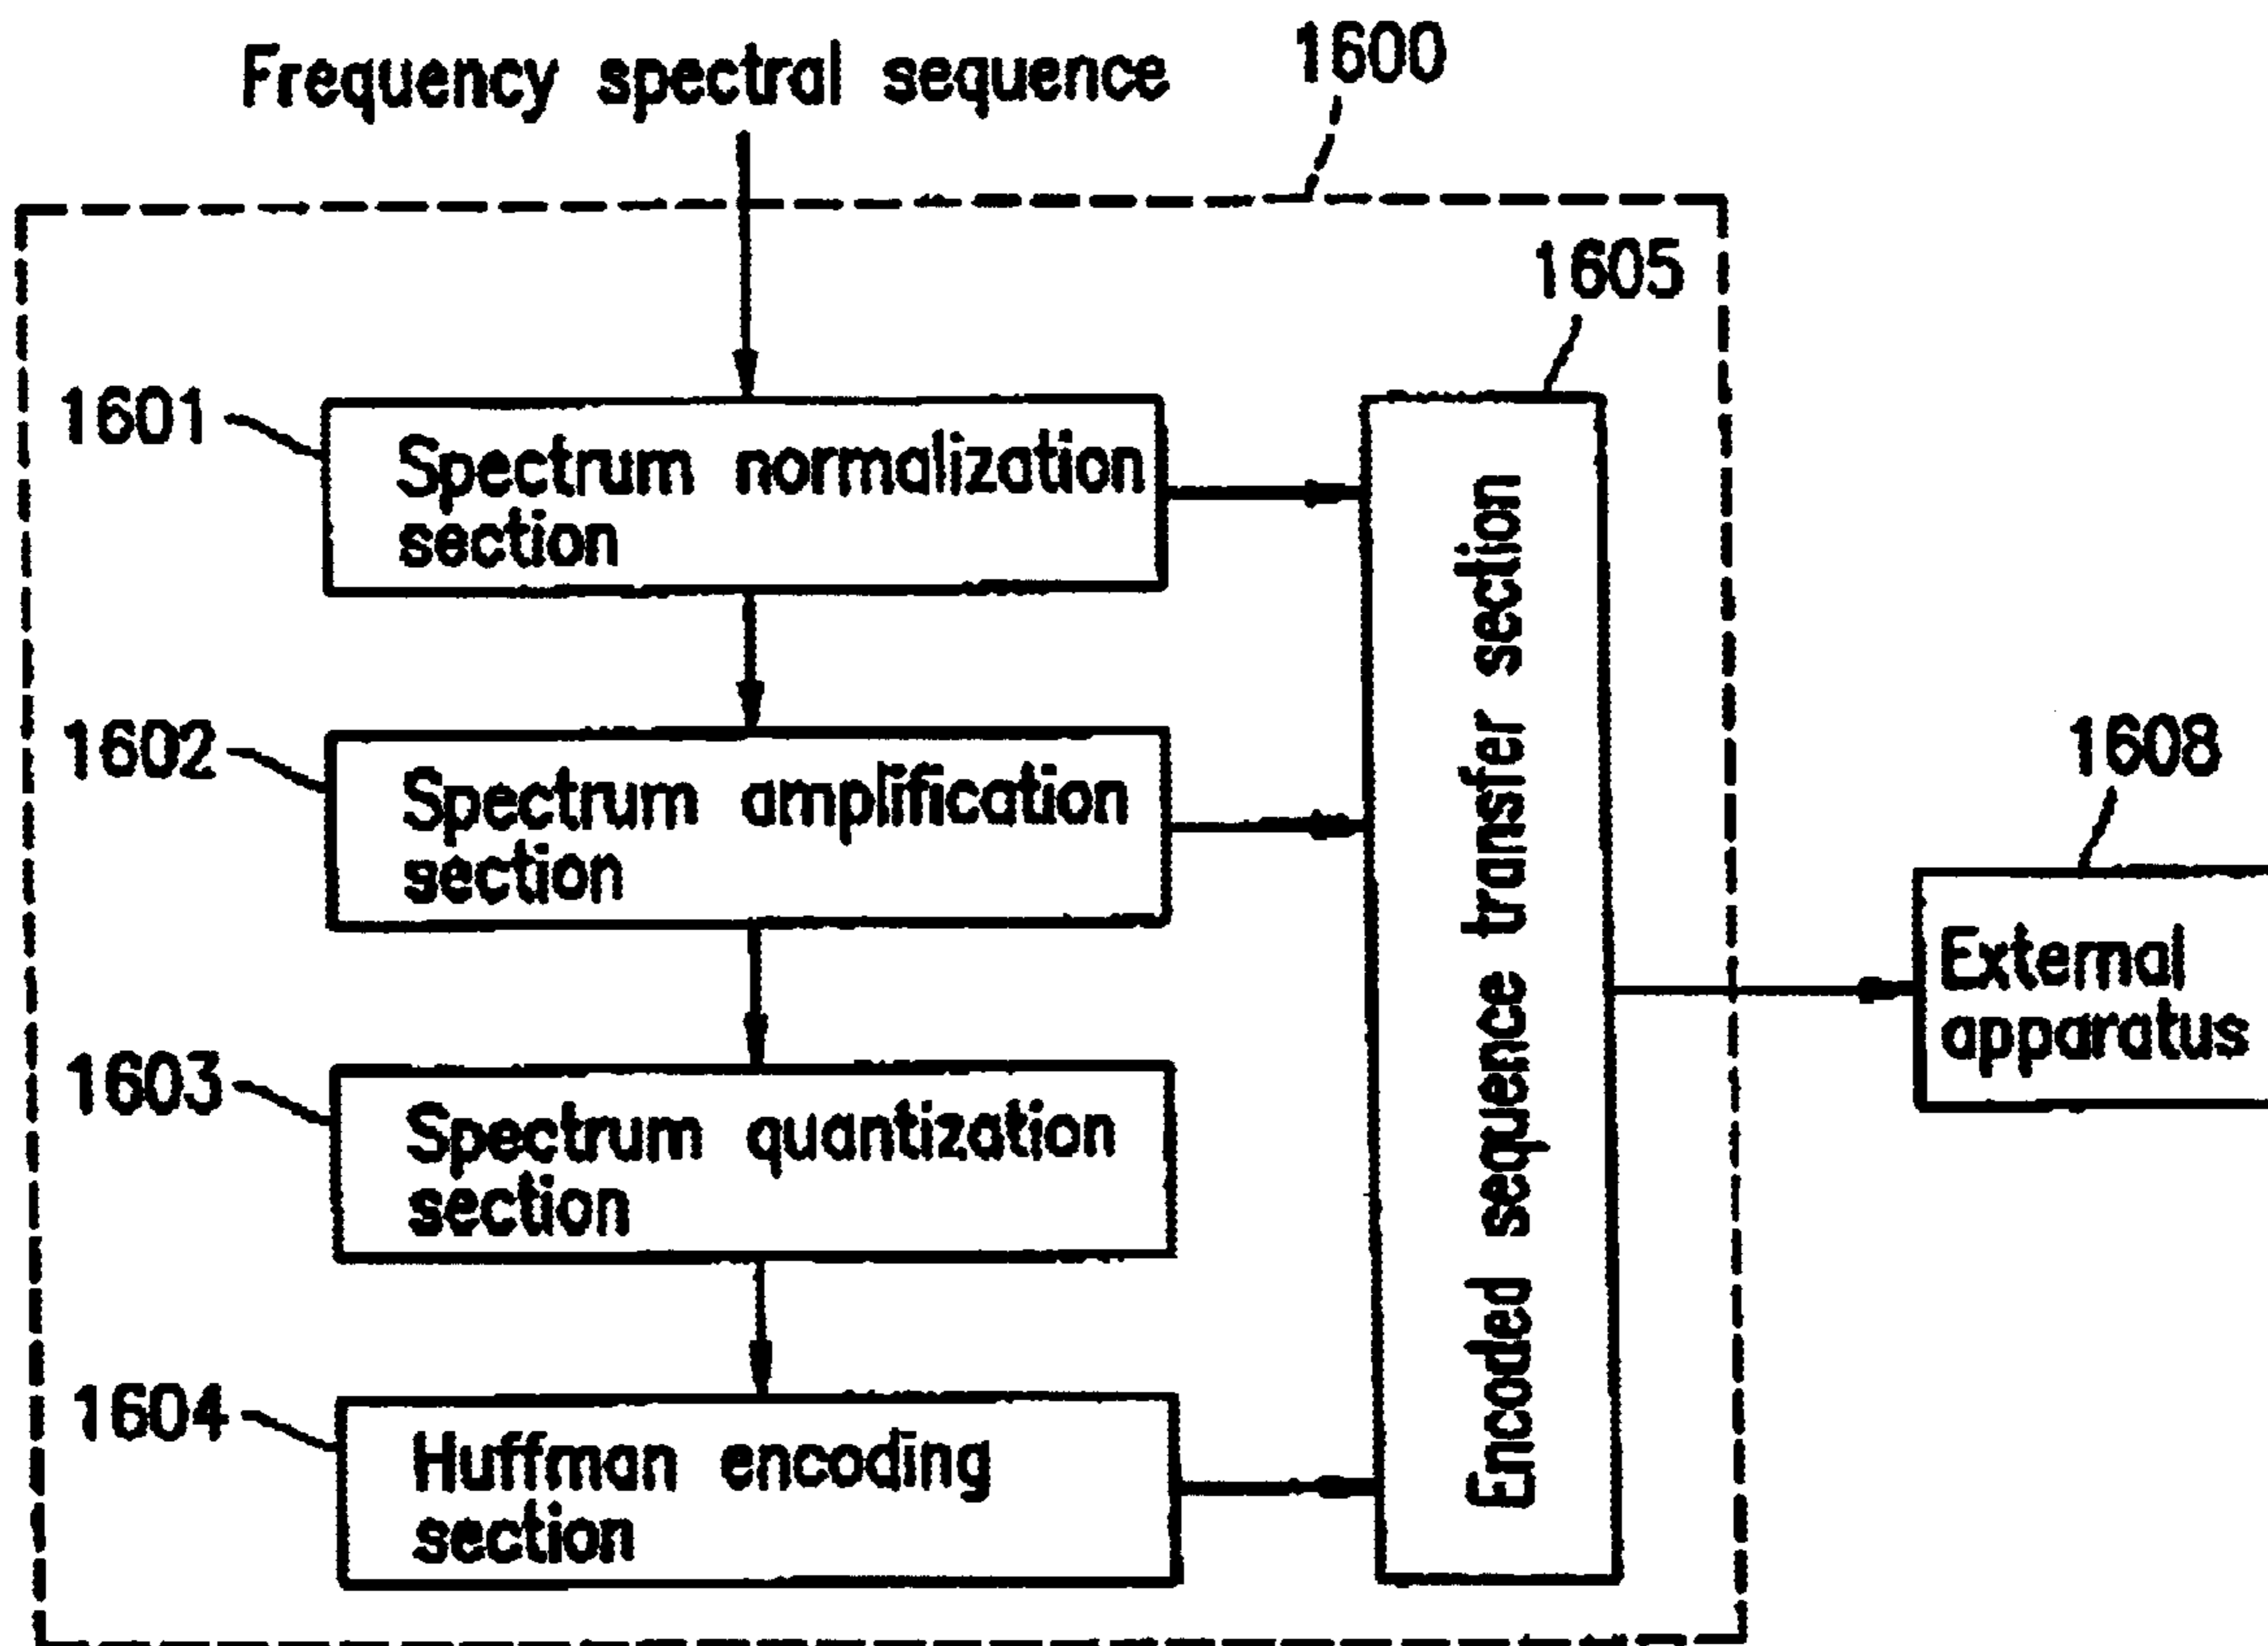 Frequency spectral sequence
1600
1605
1601
Spectrum normalization
section
1602
Spectrum amplification
section
1603
Spectrum quantization
section
1604
Huffman encoding
section
Encoded sequence transfer section
1608
External
apparatus